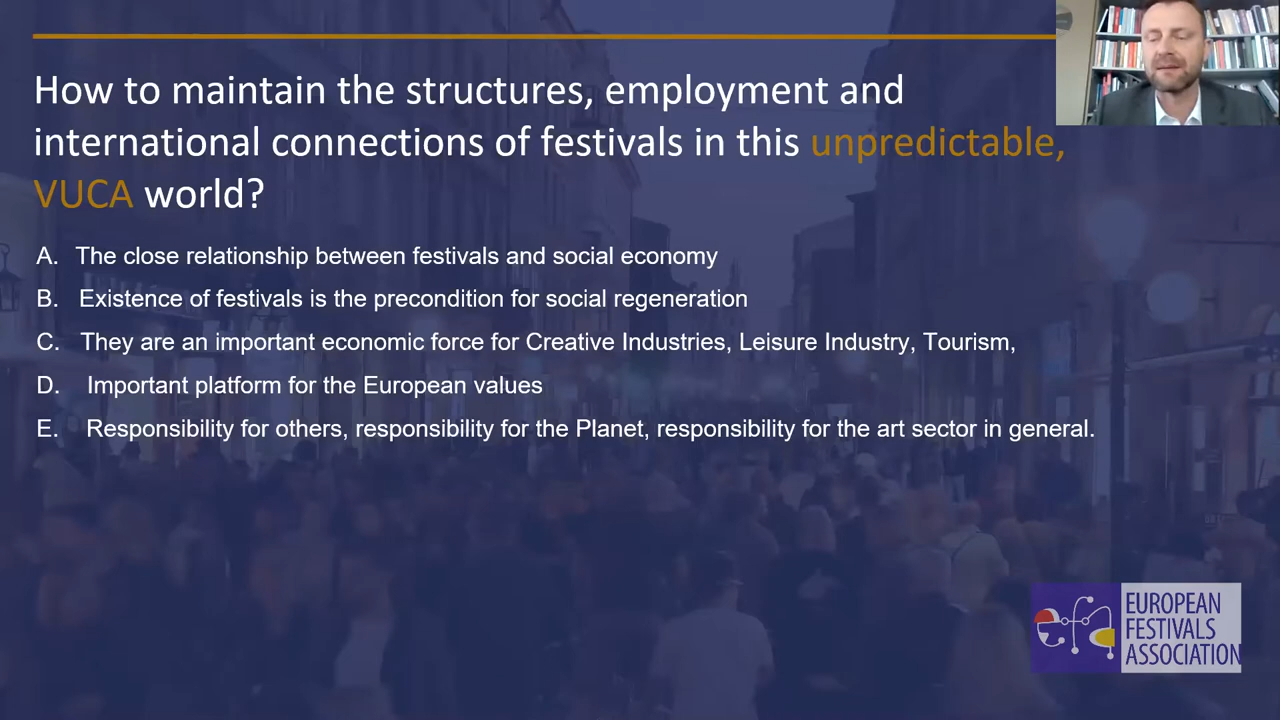 How to maintain the structures, employment and
international connections of festivals in this unpredictable,
VUCA world?
A. The close relationship between festivals and social economy
B. Existence of festivals is the precondition for social regeneration
C. They are an important economic force for Creative Industries, Leisure Industry, Tourism,
D. Important platform for the European values
E. Responsibility for others, responsibility for the Planet, responsibility for the art sector in general.
efa
EUROPEAN
FESTIVALS
ASSOCIATION